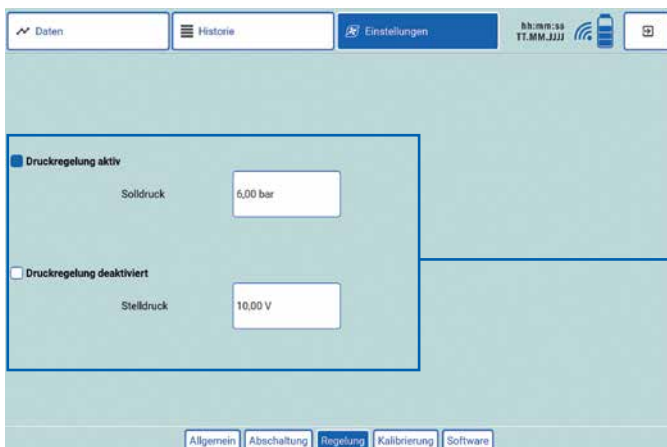 Daten
Historie
Einstellungen
hh:mm:ss
TT.MM.JJJJ
Druckregelung aktiv
Solldruck
6,00 bar
Druckregelung deaktiviert
Stelldruck
10,00 V
Allgemein
Abschaltung
Regelung
Kalibrierung
Software